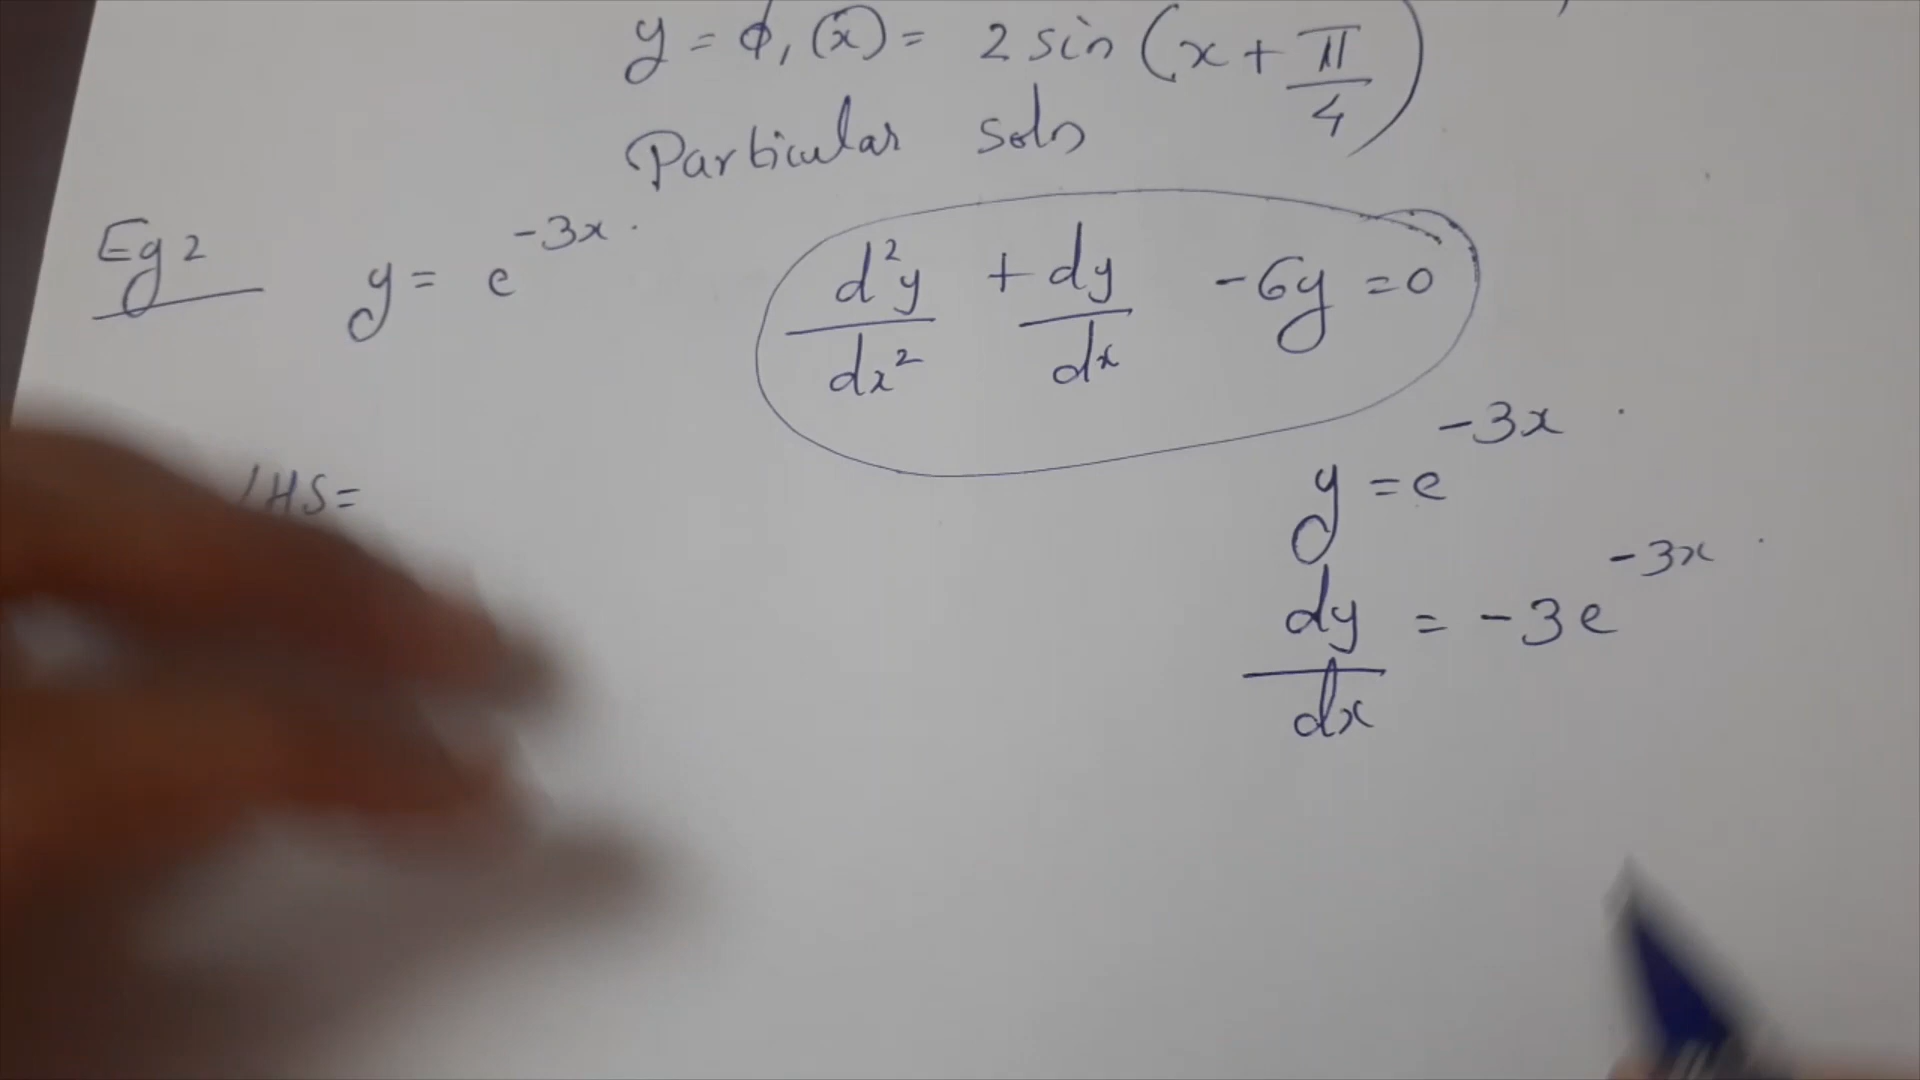 y = ϕ₁(x) = 2 sin (x + π/4)
Particular soln
Eg 2 y = e^{-3x}. d²y/dx² + dy/dx - 6y = 0
y = e^{-3x}
LHS =
dy/dx = -3e^{-3x}